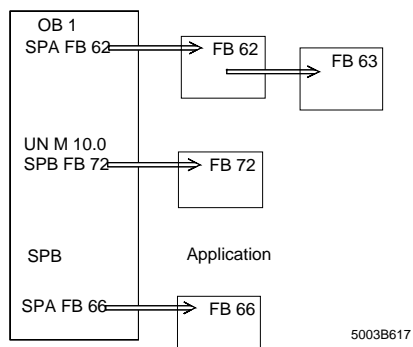 OB 1
SPA FB 62
FB 62
FB 63
UN M 10.0
SPB FB 72
FB 72
SPB
Application
SPA FB 66
FB 66
5003B617